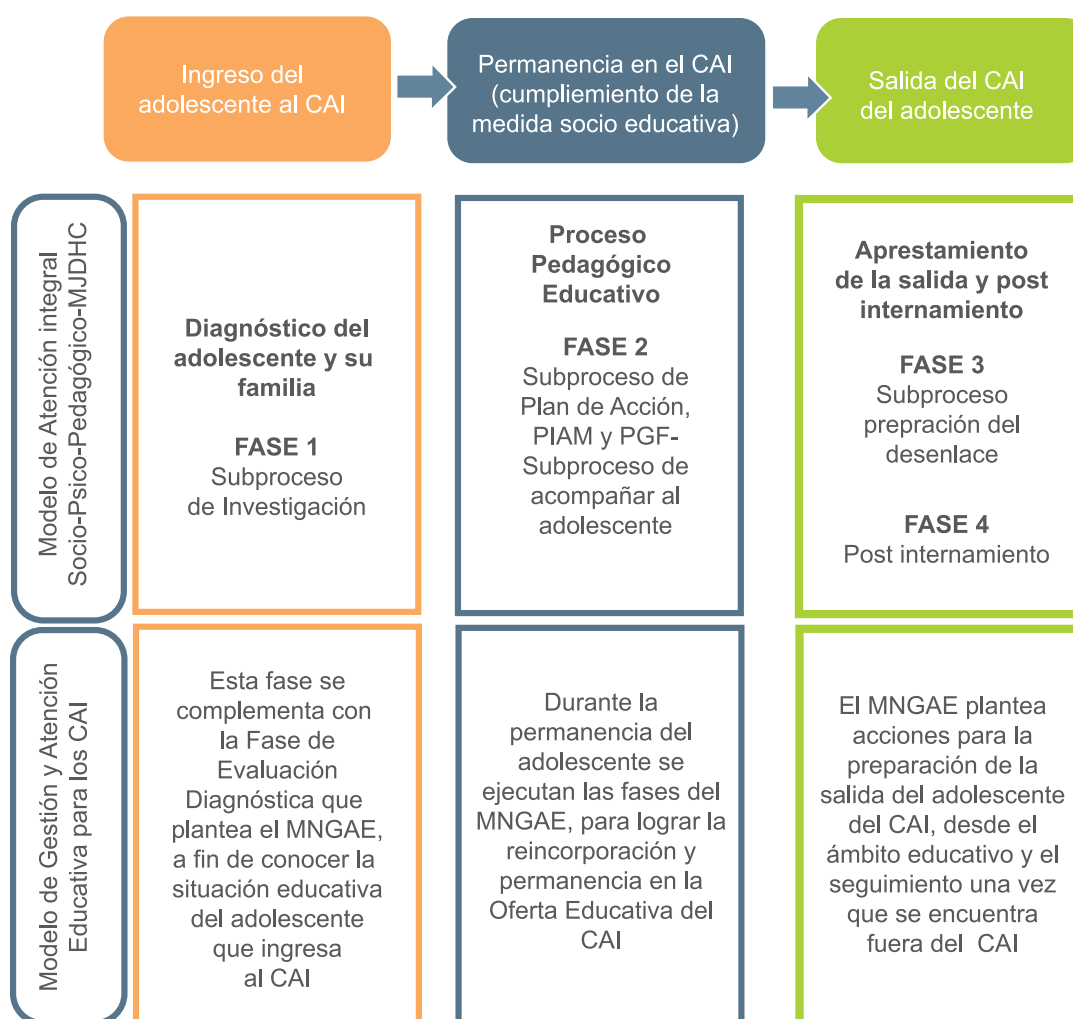 Ingreso del
adolescente al CAI
Permanencia en el CAI
(cumpliemiento de la
medida socio educativa)
Salida del CAI
del adolescente
Modelo de Atención integral
Socio-Psico-Pedagógico-MJDHC
Diagnóstico del
adolescente y su
familia
FASE 1
Subproceso
de Investigación
Proceso
Pedagógico
Educativo
FASE 2
Subproceso de
Plan de Acción,
PIAM y PGF-
Subproceso de
acompañar al
adolescente
Aprestamiento
de la salida y post
internamiento
FASE 3
Subproceso
prepración del
desenlace
FASE 4
Post internamiento
Modelo de Gestión y Atención
Educativa para los CAI
Esta fase se
complementa con
la Fase de
Evaluación
Diagnóstica que
plantea el MNGAE,
a fin de conocer la
situación educativa
del adolescente
que ingresa
al CAI
Durante la
permanencia del
adolescente se
ejecutan las fases del
MNGAE, para lograr la
reincorporación y
permanencia en la
Oferta Educativa del
CAI
El MNGAE plantea
acciones para la
preparación de la
salida del adolescente
del CAI, desde el
ámbito educativo y el
seguimiento una vez
que se encuentra
fuera del CAI